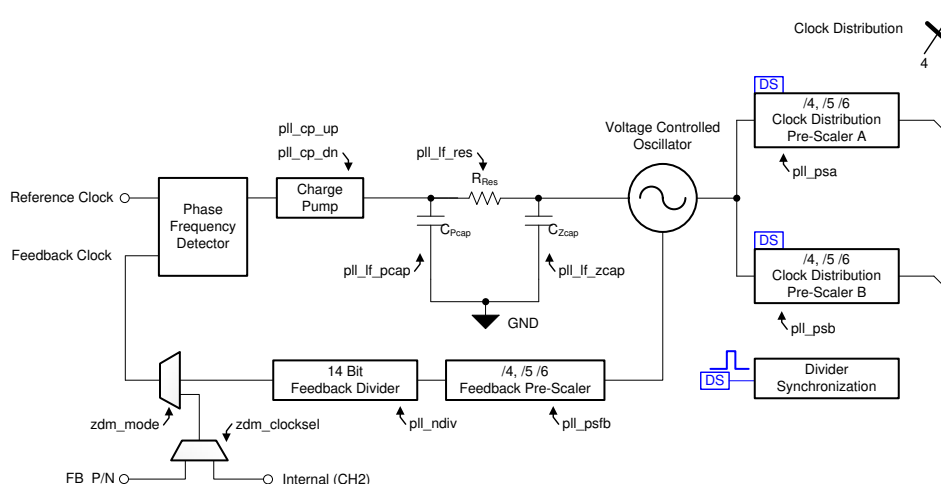 Clock Distribution
4
DS
/4, /5 /6
Clock Distribution
Pre-Scaler A
pll_psa
pll_cp_up
pll_cp_dn
pll_lf_res
Voltage Controlled
Oscillator
R_Res
Reference Clock
Charge
Pump
Phase
Frequency
Detector
C_Pcap
C_Zcap
Feedback Clock
pll_lf_pcap
pll_lf_zcap
DS
/4, /5 /6
Clock Distribution
Pre-Scaler B
GND
pll_psb
14 Bit
Feedback Divider
/4, /5 /6
Feedback Pre-Scaler
DS
Divider
Synchronization
zdm_mode
zdm_clocksel
pll_ndiv
pll_psfb
FB P/N
Internal (CH2)